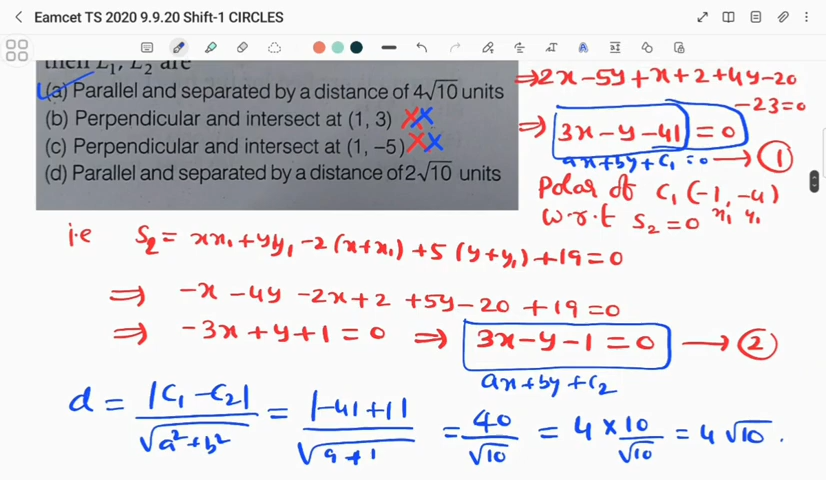 Eamcet TS 2020 9.9.20 Shift-1 CIRCLES
then L₁, L₂ are
(a) Parallel and separated by a distance of 4√10 units
(b) Perpendicular and intersect at (1, 3)
(c) Perpendicular and intersect at (1, −5)
(d) Parallel and separated by a distance of 2√10 units
⇒ 2x-5y+x+2+4y-20
-23=0
⇒ 3x-y-41 = 0
ax+by+c₁=0 → ①
Polar of C₁(-1, -4)
w.r.t S₂=0 x₁ y₁
i.e S₂ = xx₁+yy₁-2(x+x₁)+5(y+y₁)+19=0
⇒ -x-4y-2x+2+5y-20+19=0
⇒ -3x+y+1=0 ⇒ 3x-y-1=0 → ②
ax+by+c₂
d = |C₁-C₂|/√a²+b² = |-41+1|/√9+1 = 40/√10 = 4×10/√10 = 4√10.